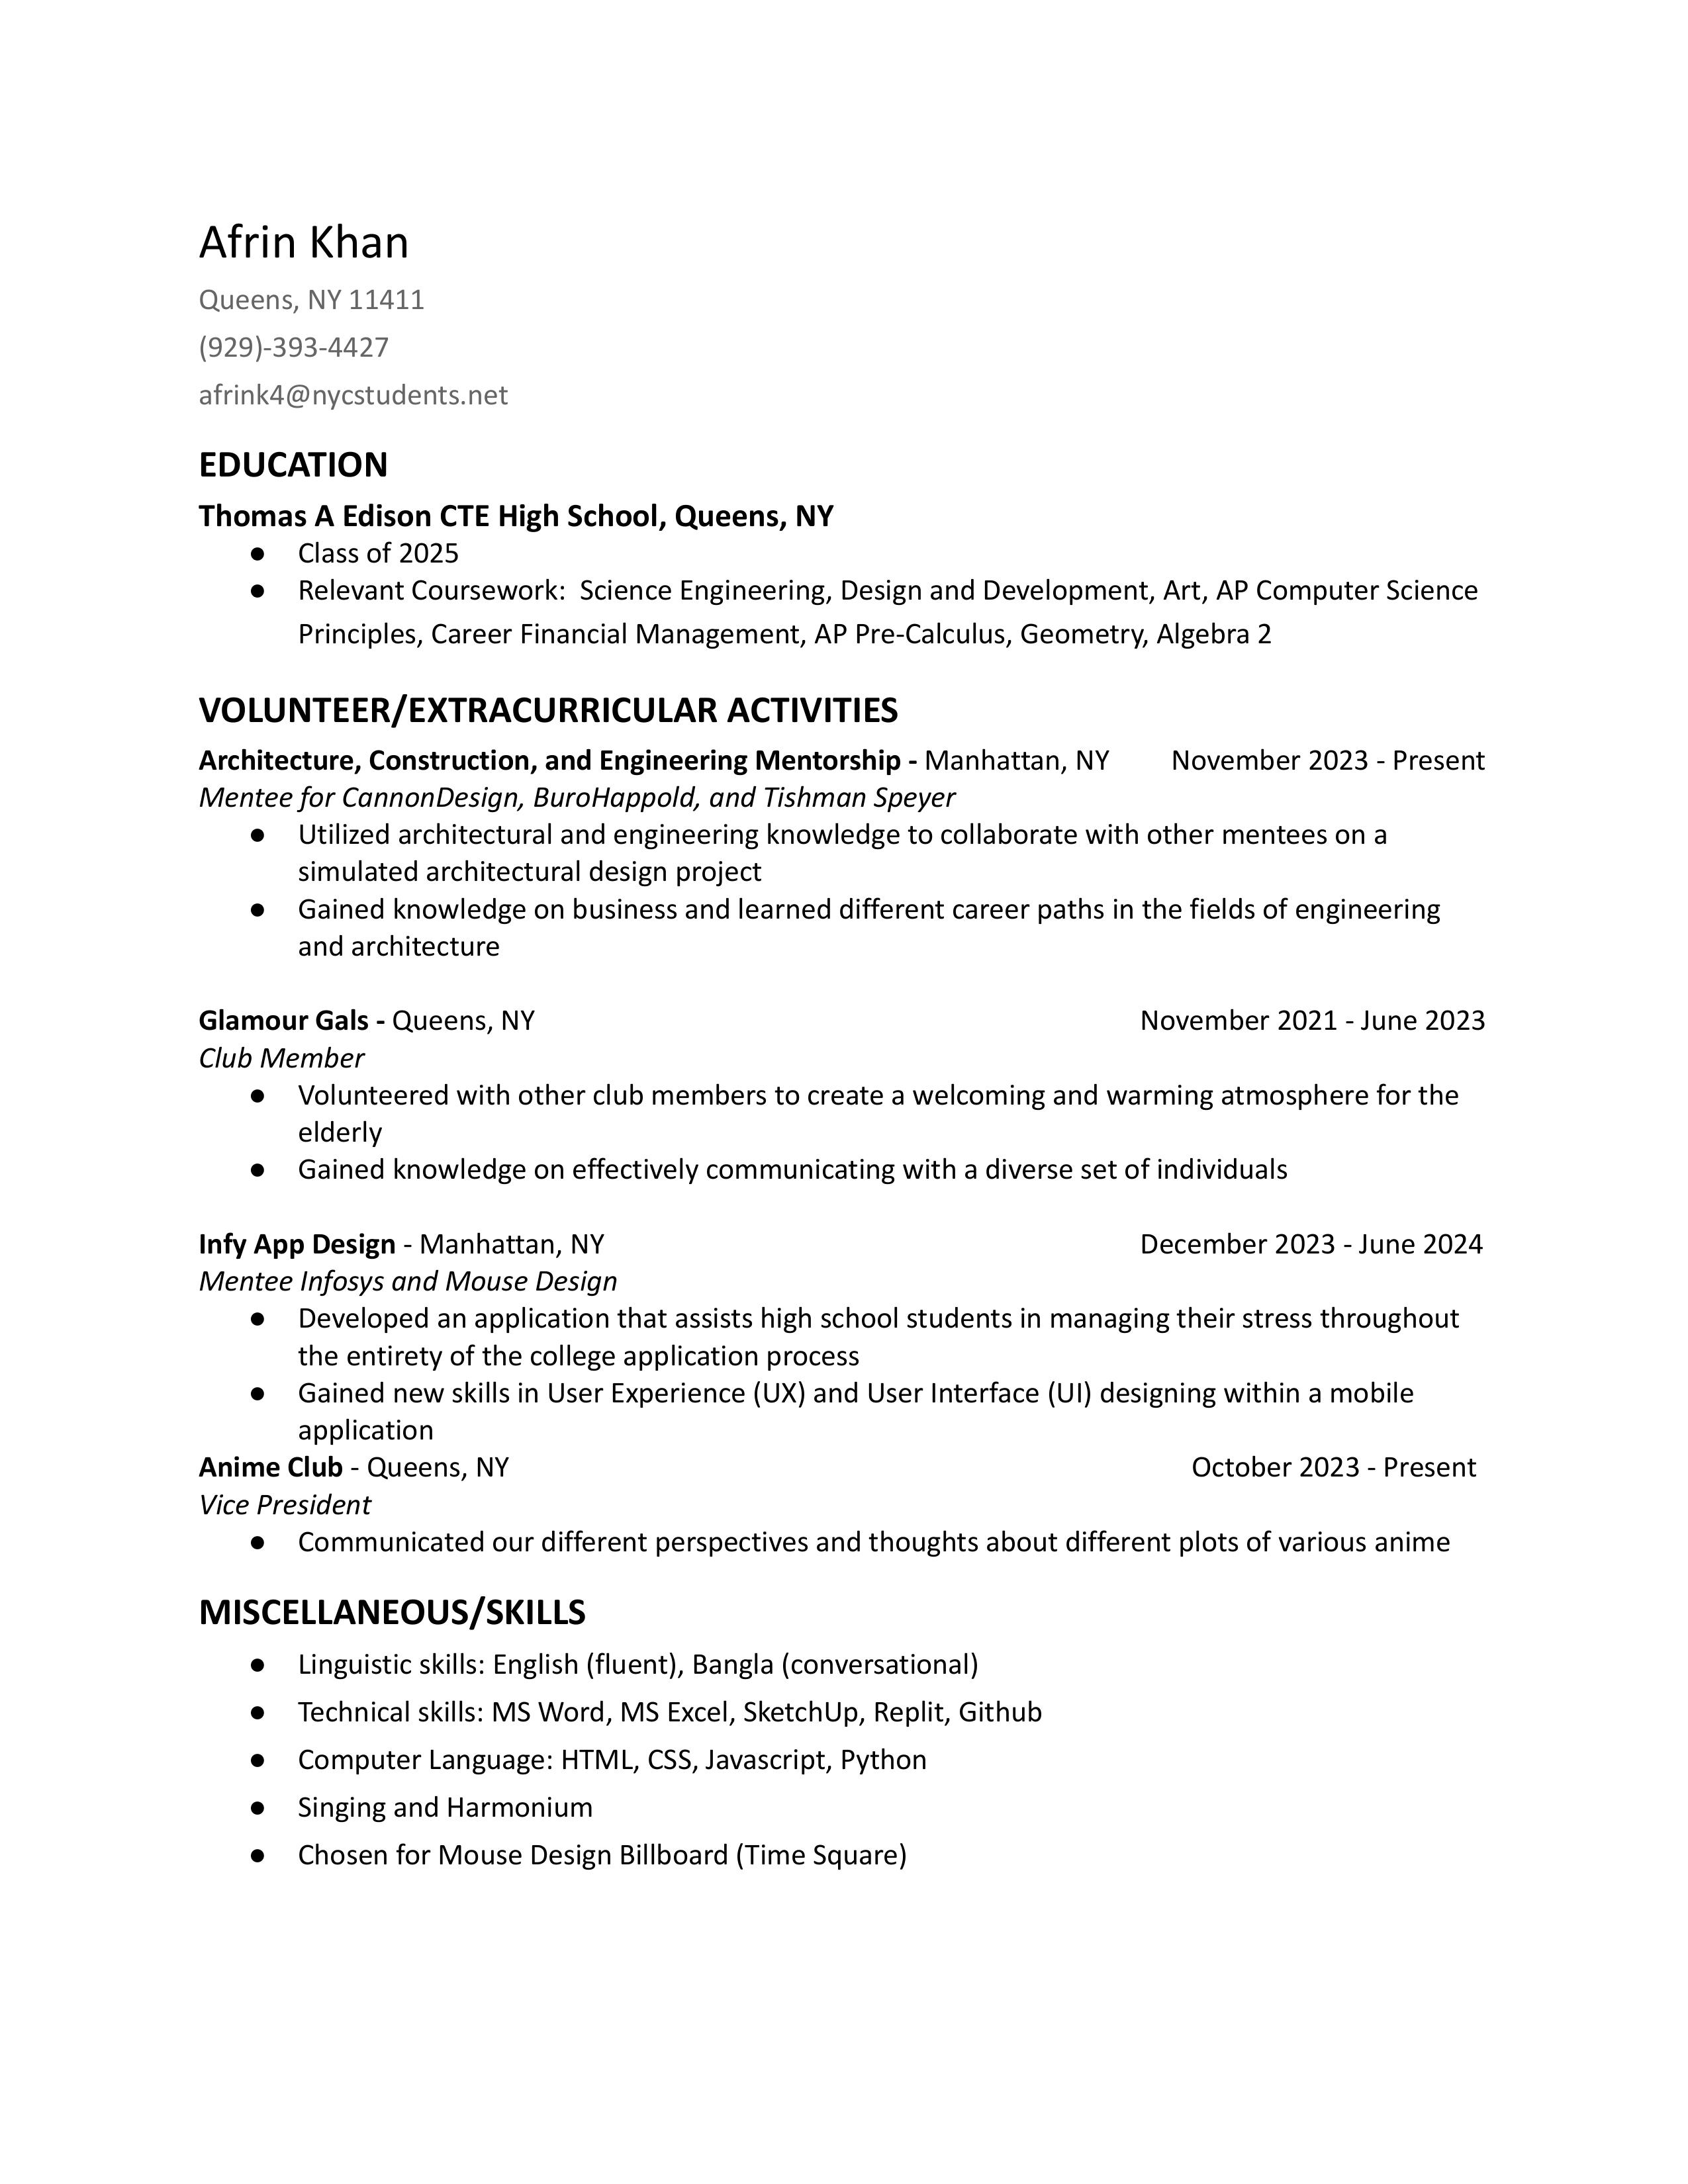 Afrin Khan
Queens, NY 11411
(929)-393-4427
afrink4@nycstudents.net
EDUCATION
Thomas A Edison CTE High School, Queens, NY
● Class of 2025
● Relevant Coursework:  Science Engineering, Design and Development, Art, AP Computer Science
Principles, Career Financial Management, AP Pre-Calculus, Geometry, Algebra 2
VOLUNTEER/EXTRACURRICULAR ACTIVITIES
Architecture, Construction, and Engineering Mentorship - Manhattan, NY November 2023 - Present
Mentee for CannonDesign, BuroHappold, and Tishman Speyer
● Utilized architectural and engineering knowledge to collaborate with other mentees on a
simulated architectural design project
● Gained knowledge on business and learned different career paths in the fields of engineering
and architecture
Glamour Gals - Queens, NY November 2021 - June 2023
Club Member
● Volunteered with other club members to create a welcoming and warming atmosphere for the
elderly
● Gained knowledge on effectively communicating with a diverse set of individuals
Infy App Design - Manhattan, NY December 2023 - June 2024
Mentee Infosys and Mouse Design
● Developed an application that assists high school students in managing their stress throughout
the entirety of the college application process
● Gained new skills in User Experience (UX) and User Interface (UI) designing within a mobile
application
Anime Club - Queens, NY October 2023 - Present
Vice President
● Communicated our different perspectives and thoughts about different plots of various anime
MISCELLANEOUS/SKILLS
● Linguistic skills: English (fluent), Bangla (conversational)
● Technical skills: MS Word, MS Excel, SketchUp, Replit, Github
● Computer Language: HTML, CSS, Javascript, Python
● Singing and Harmonium
● Chosen for Mouse Design Billboard (Time Square)